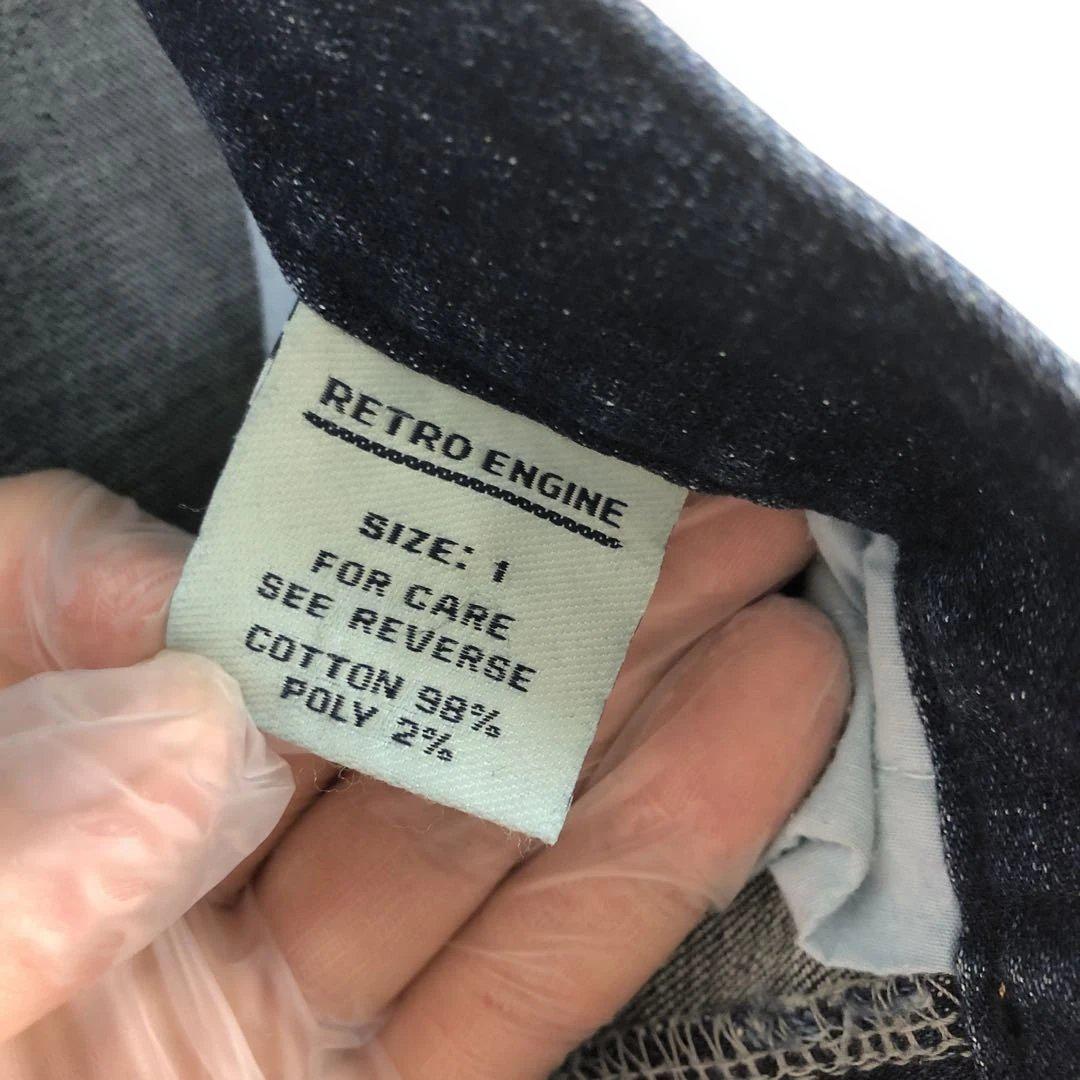 RETRO ENGINE
SIZE: 1
FOR CARE
SEE REVERSE
COTTON 98%
POLY 2%